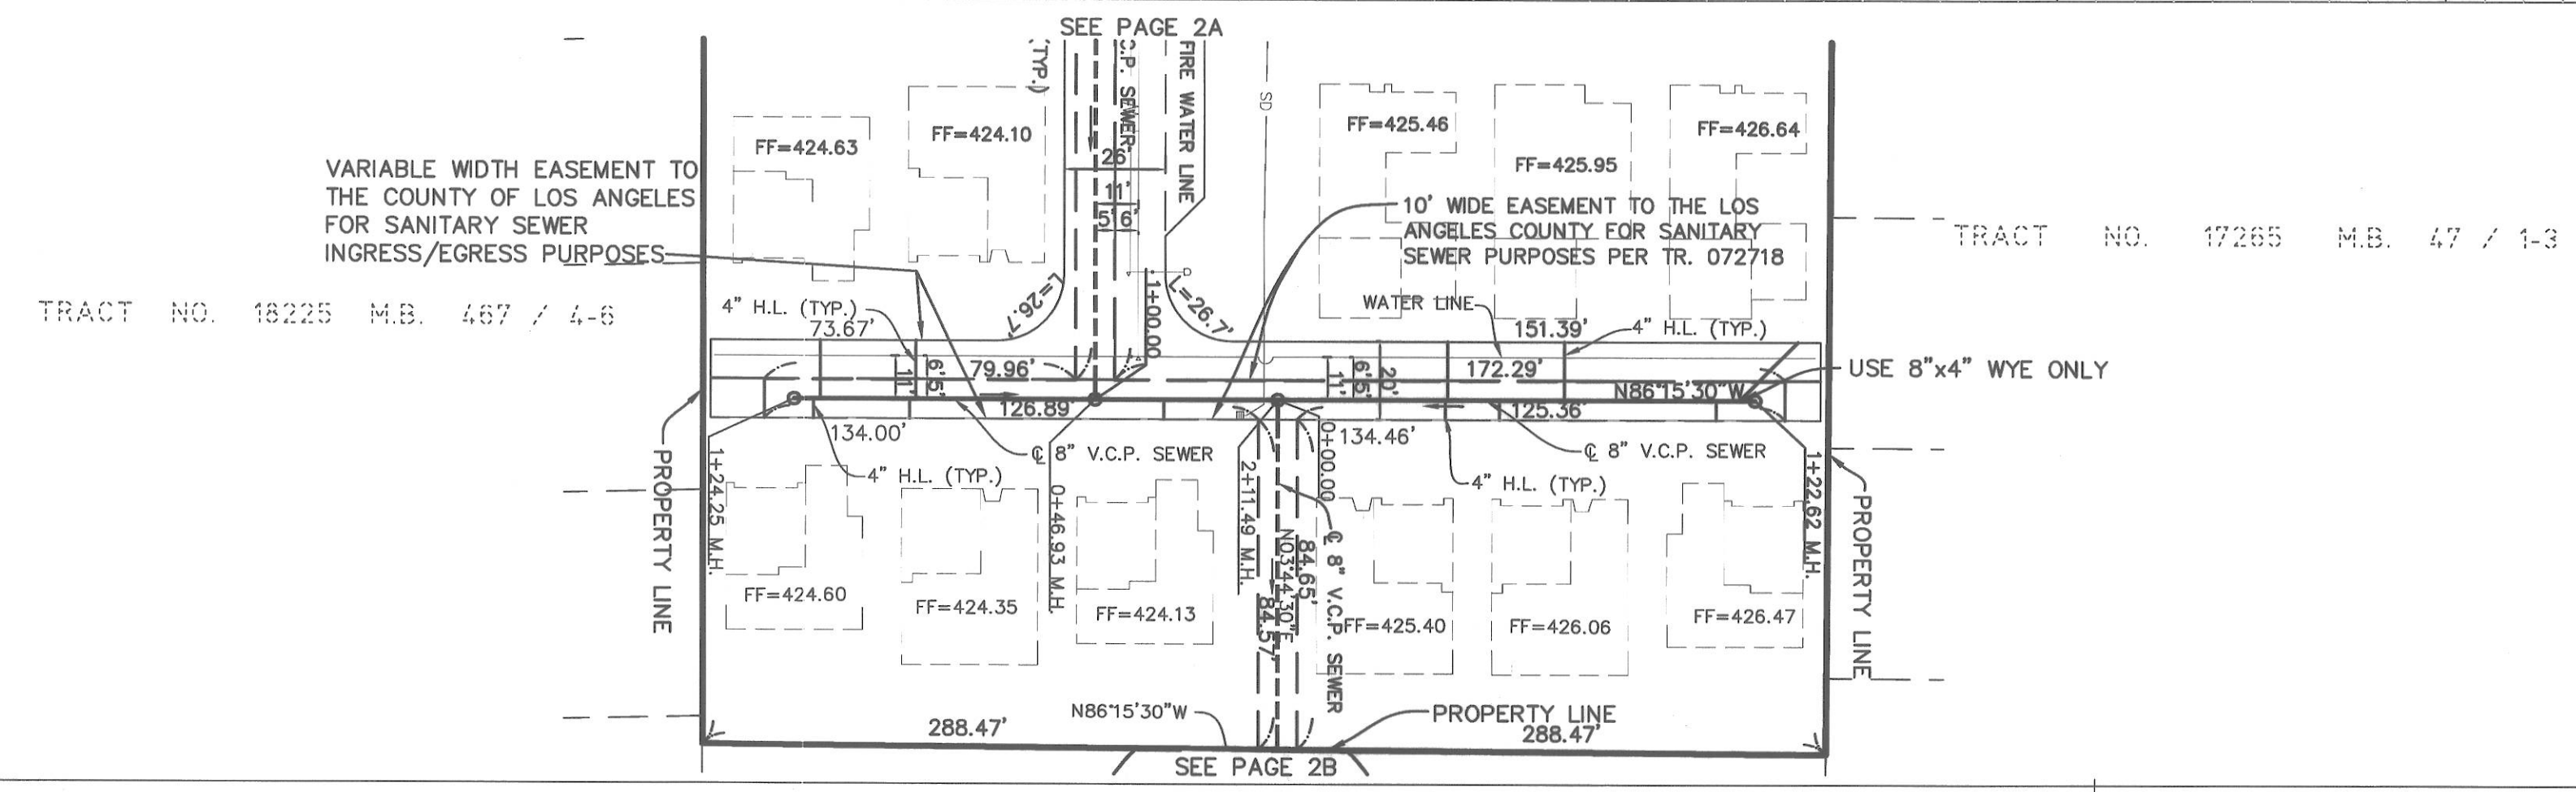 SEE PAGE 2A
(TYP.)
C.P. SEWER
FIRE WATER LINE
SD
FF=424.63
FF=424.10
FF=425.46
FF=425.95
FF=426.64
26'
11'
5' 6'
VARIABLE WIDTH EASEMENT TO
THE COUNTY OF LOS ANGELES
FOR SANITARY SEWER
INGRESS/EGRESS PURPOSES
10' WIDE EASEMENT TO THE LOS
ANGELES COUNTY FOR SANITARY
SEWER PURPOSES PER TR. 072718
TRACT NO. 17265 M.B. 47 / 1-3
TRACT NO. 18225 M.B. 467 / 4-6
4" H.L. (TYP.)
73.67'
L=26.7'
1+00.00
L=26.7'
WATER LINE
151.39'
4" H.L. (TYP.)
11'
6' 5'
79.96'
11'
6' 5'
20'
172.29'
USE 8"x4" WYE ONLY
N86°15'30"W
126.89'
125.36'
134.00'
℄ 8" V.C.P. SEWER
134.46'
℄ 8" V.C.P. SEWER
4" H.L. (TYP.)
4" H.L. (TYP.)
PROPERTY LINE
1+24.25 M.H.
0+46.93 M.H.
2+11.49 M.H.
0+00.00
N03°44'30"E
84.65'
84.57'
℄ 8" V.C.P. SEWER
1+22.62 M.H.
PROPERTY LINE
FF=424.60
FF=424.35
FF=424.13
FF=425.40
FF=426.06
FF=426.47
N86°15'30"W
PROPERTY LINE
288.47'
288.47'
SEE PAGE 2B